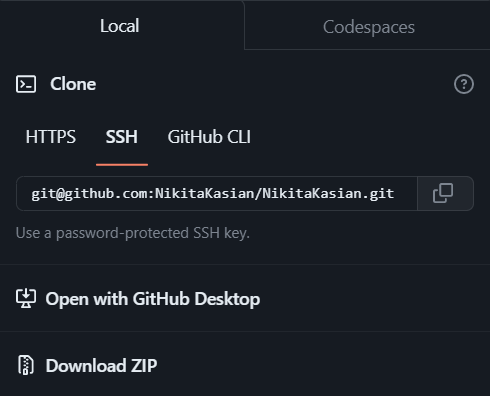 Local
Codespaces
Clone
HTTPS
SSH
GitHub CLI
git@github.com:NikitaKasian/NikitaKasian.git
Use a password-protected SSH key.
Open with GitHub Desktop
Download ZIP